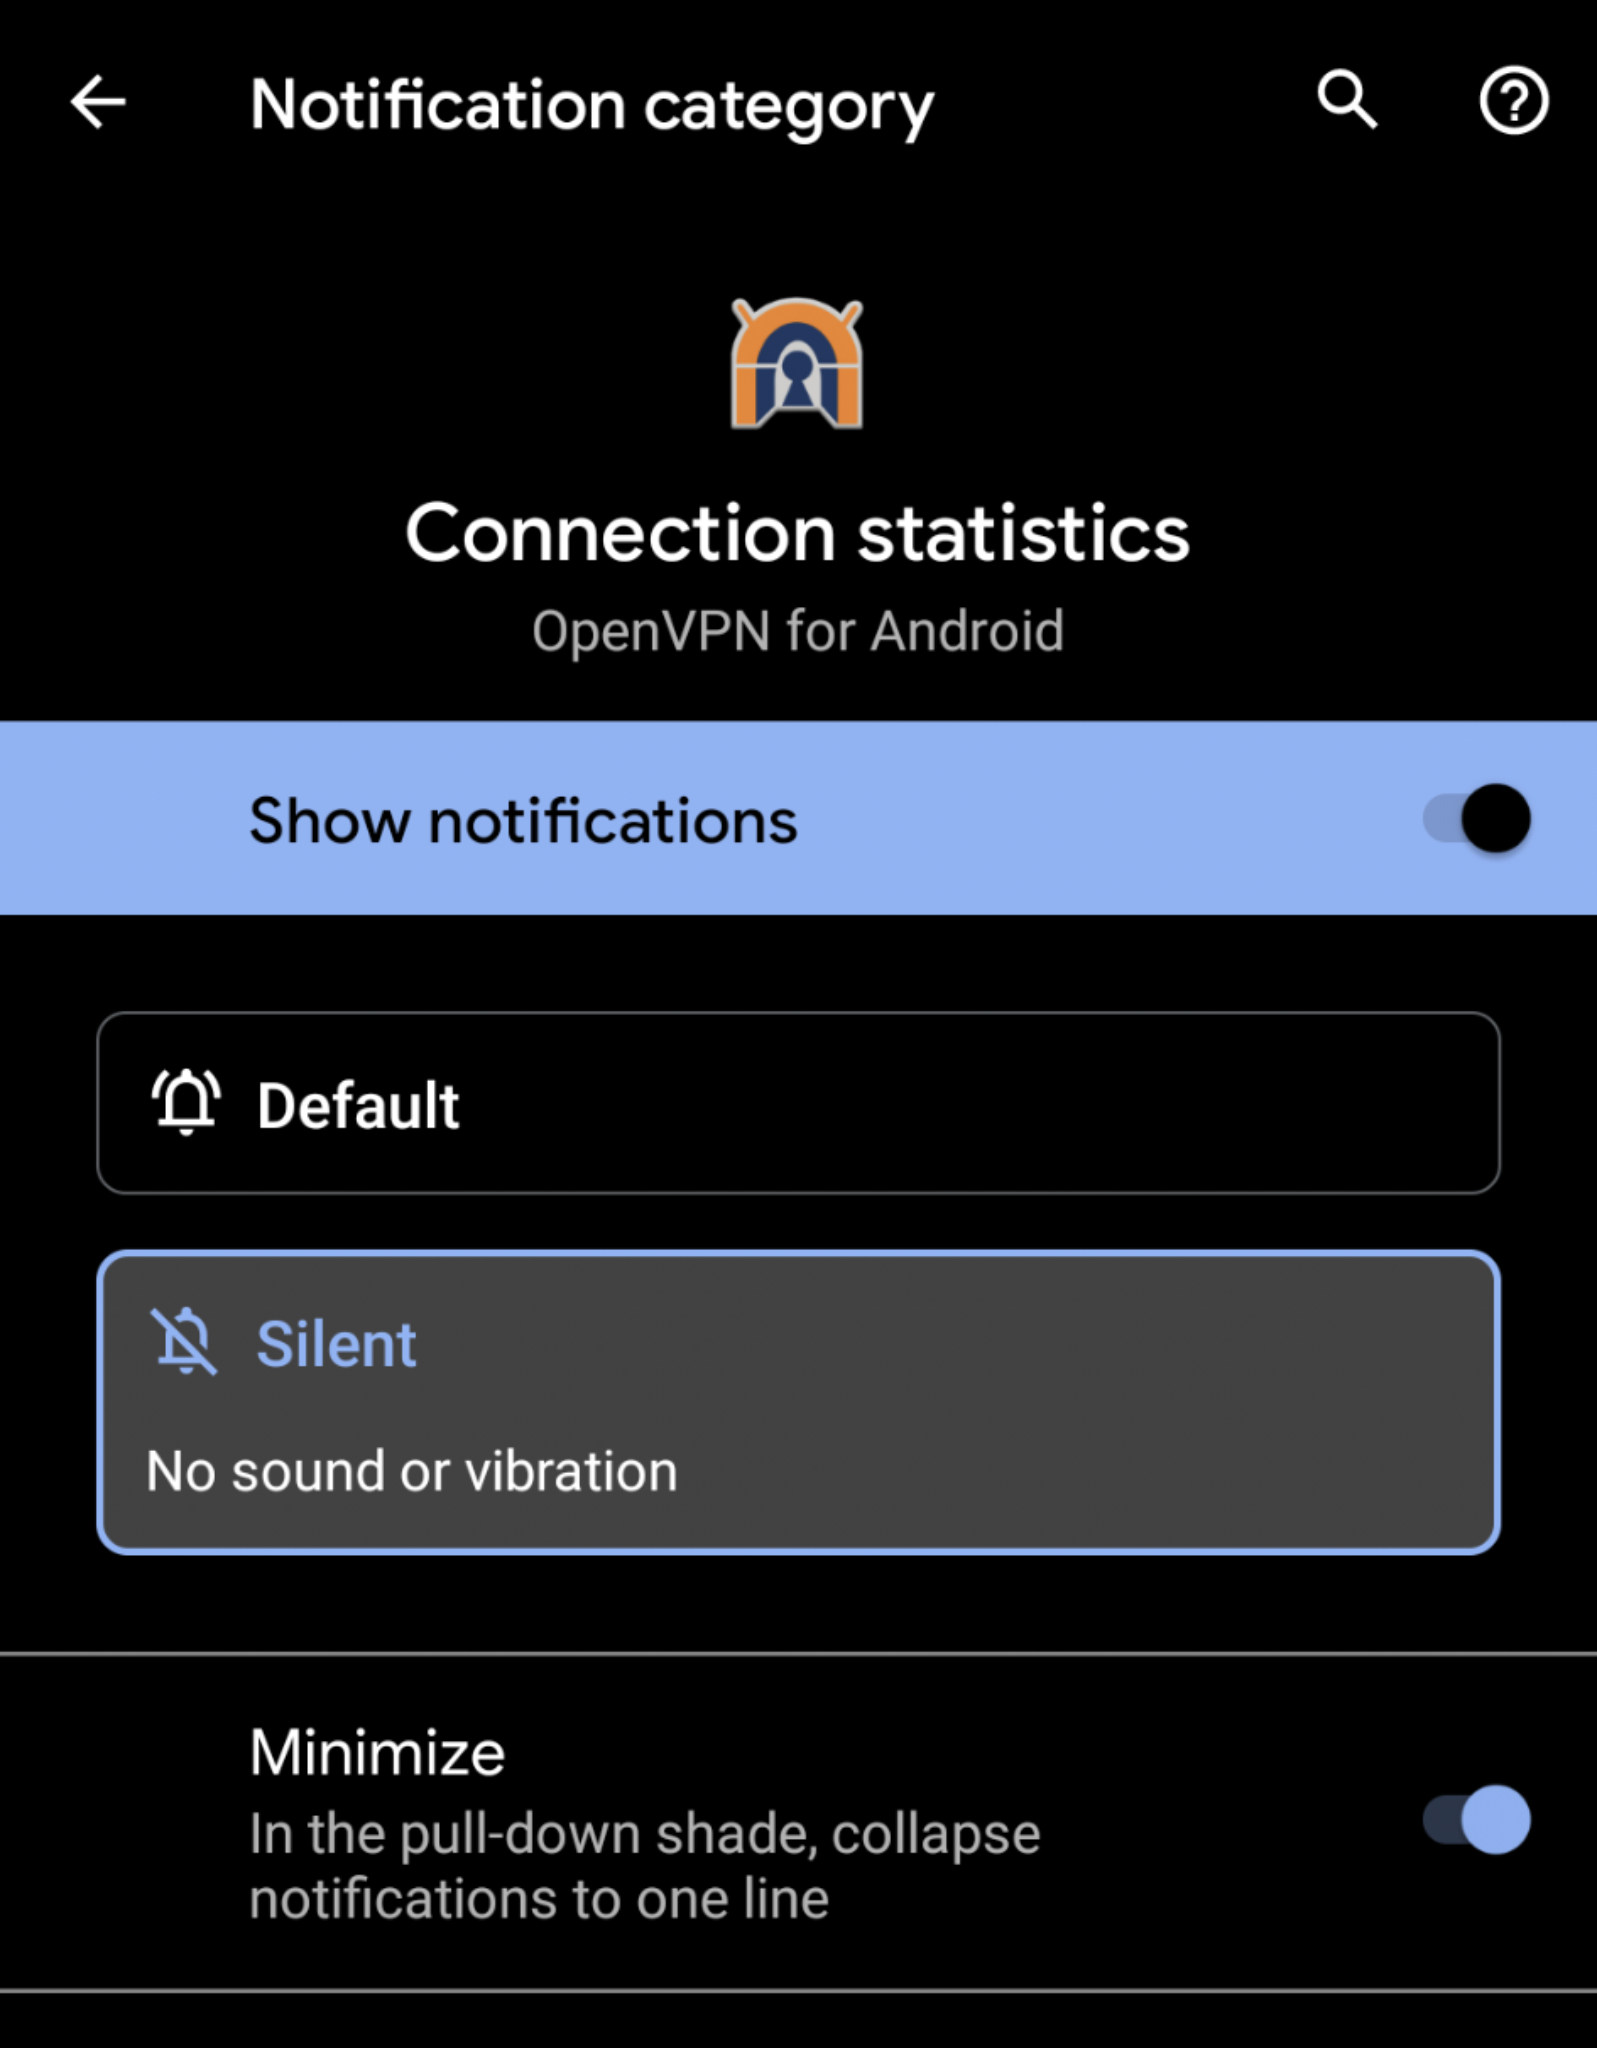 Notification category
Connection statistics
OpenVPN for Android
Show notifications
Default
Silent
No sound or vibration
Minimize
In the pull-down shade, collapse
notifications to one line